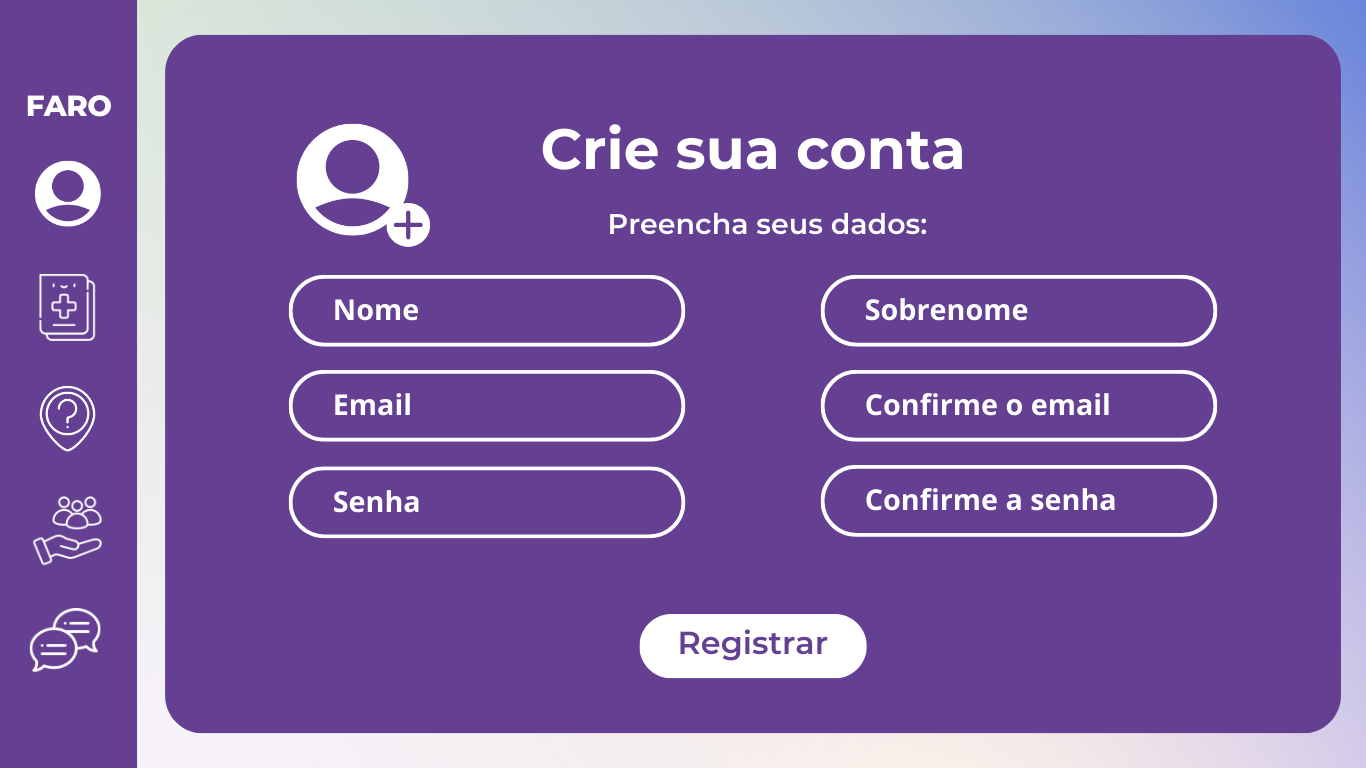 FARO
Crie sua conta
Preencha seus dados:
Nome
Sobrenome
Email
Confirme o email
Senha
Confirme a senha
Registrar